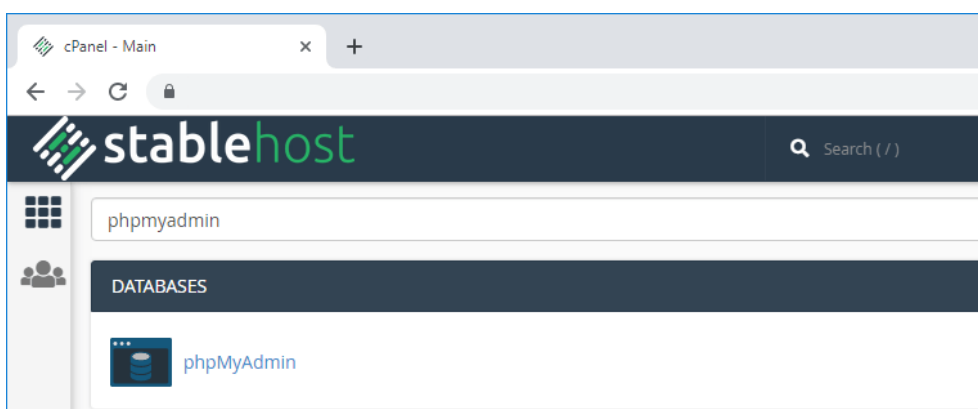 cPanel - Main
stablehost
Search ( / )
phpmyadmin
DATABASES
phpMyAdmin